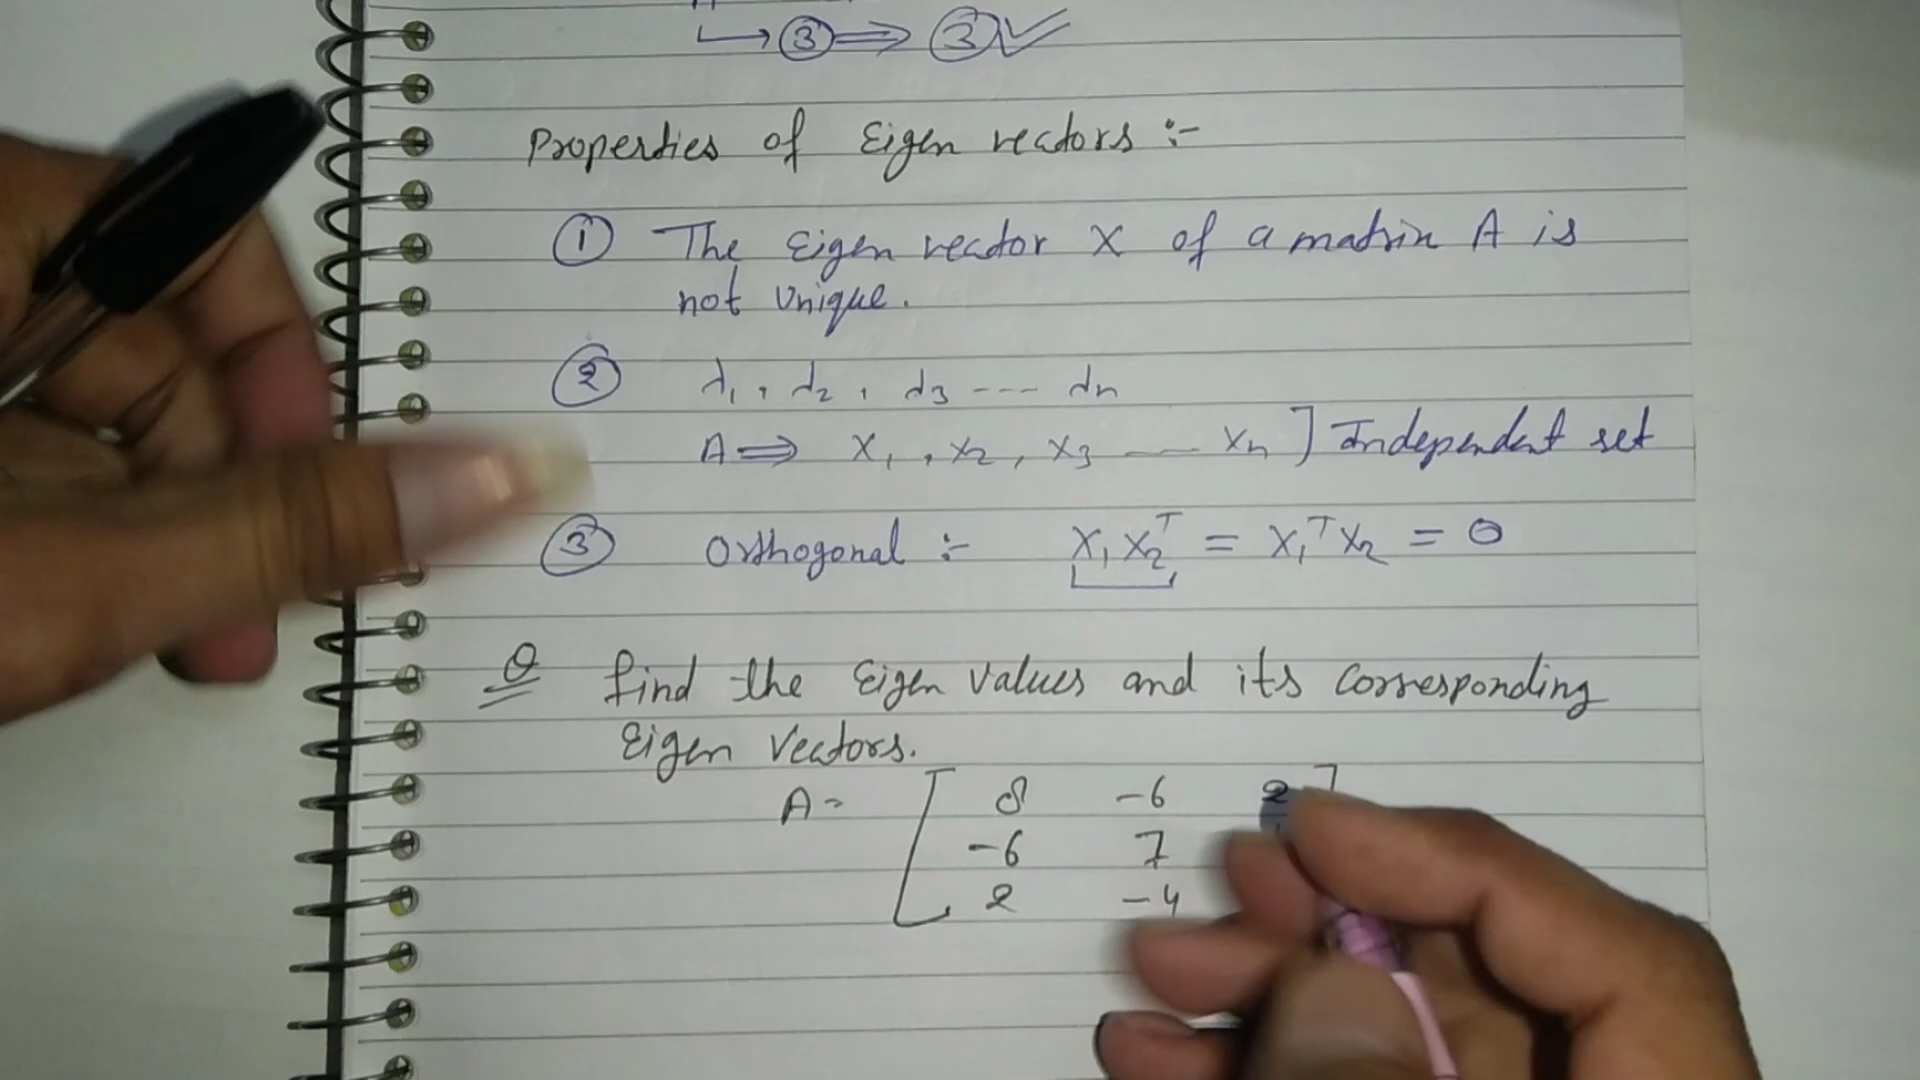 → ③ ⇒ ③ ✓
Properties of Eigen vectors :-
① The Eigen vector X of a matrix A is
not unique.
② λ₁, λ₂, λ₃ --- λn
A ⇒ X₁, X₂, X₃ --- Xn ] Independent set
③ Orthogonal :- X₁X₂ᵀ = X₁ᵀX₂ = 0
Q find the Eigen values and its corresponding
Eigen Vectors.
A = [ 8 -6 2 ]
-6 7
2 -4